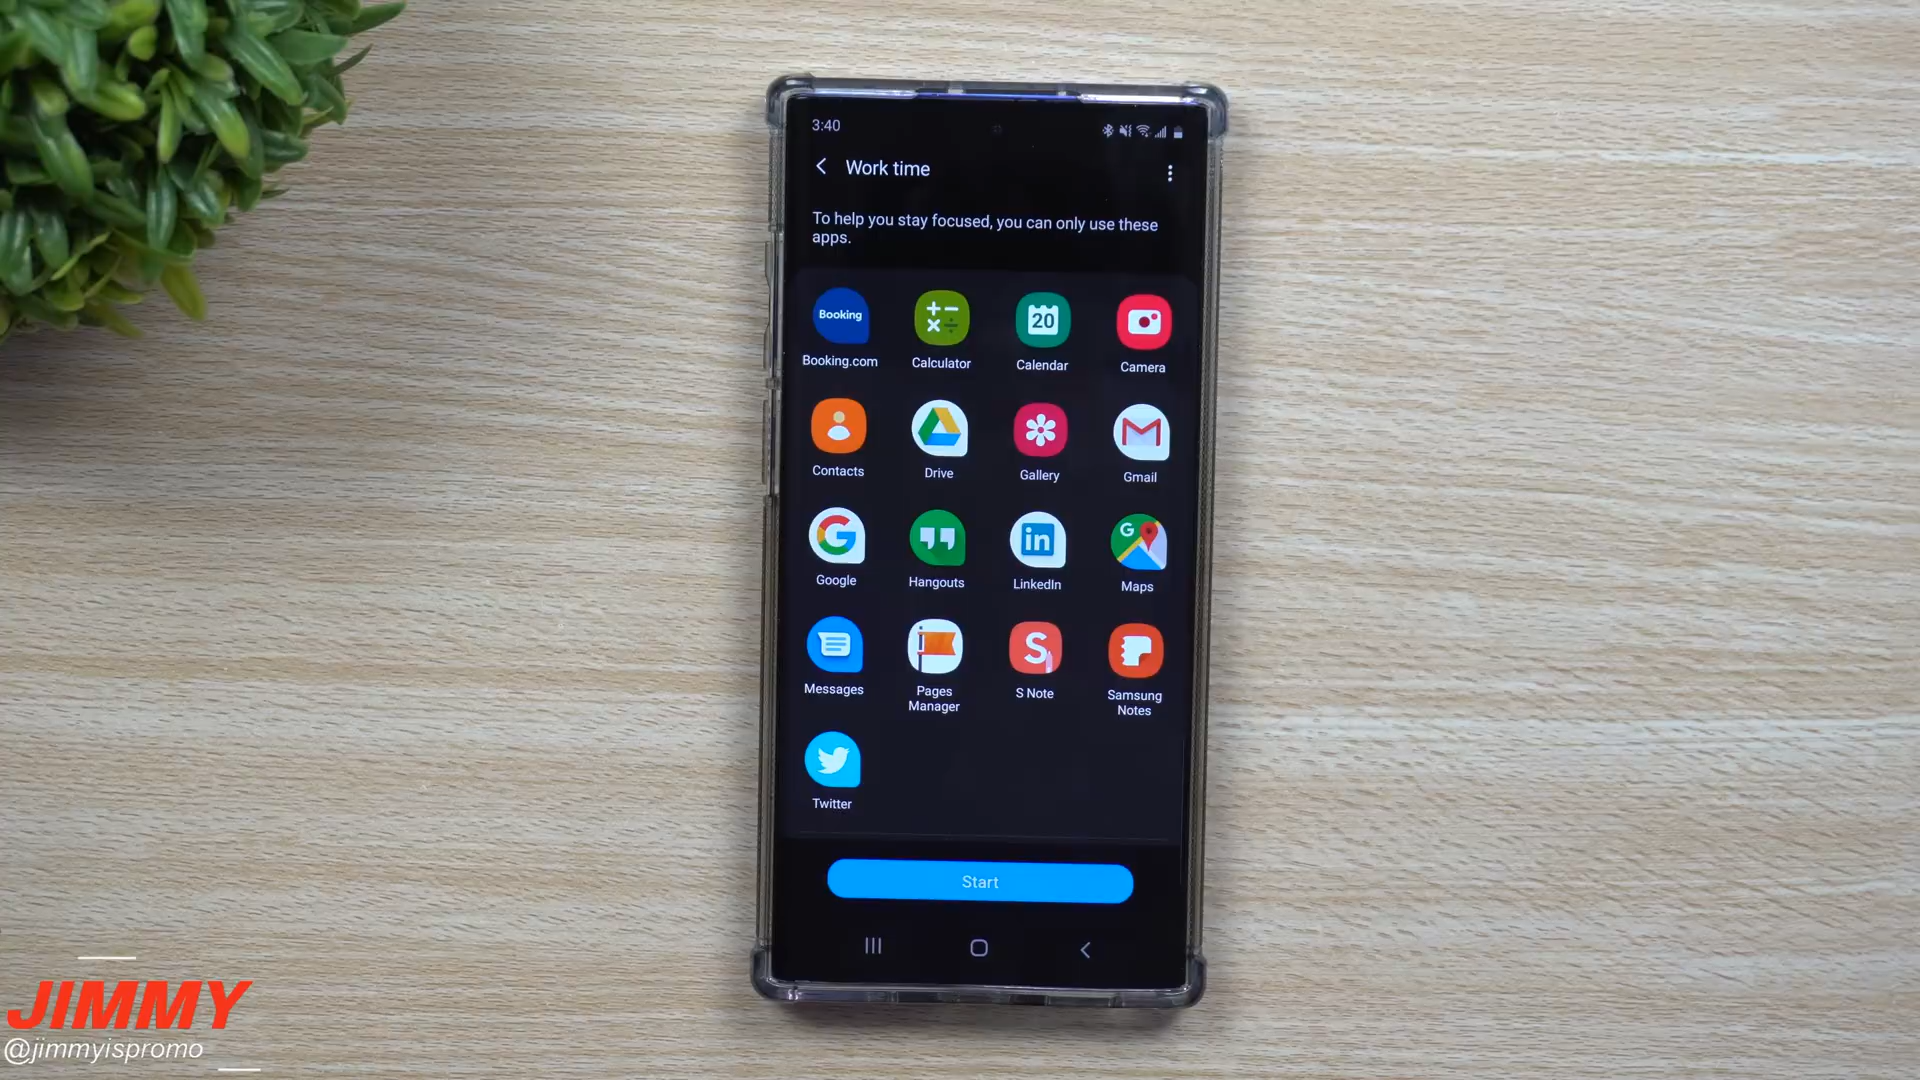 3:40
Work time
To help you stay focused, you can only use these
apps.
Booking
20
Booking.com
Calculator
Calendar
Camera
Contacts
Drive
Gallery
Gmail
G
in
G
Google
Hangouts
LinkedIn
Maps
S
Messages
Pages
Manager
S Note
Samsung
Notes
Twitter
Start
JIMMY
@jimmyispromo